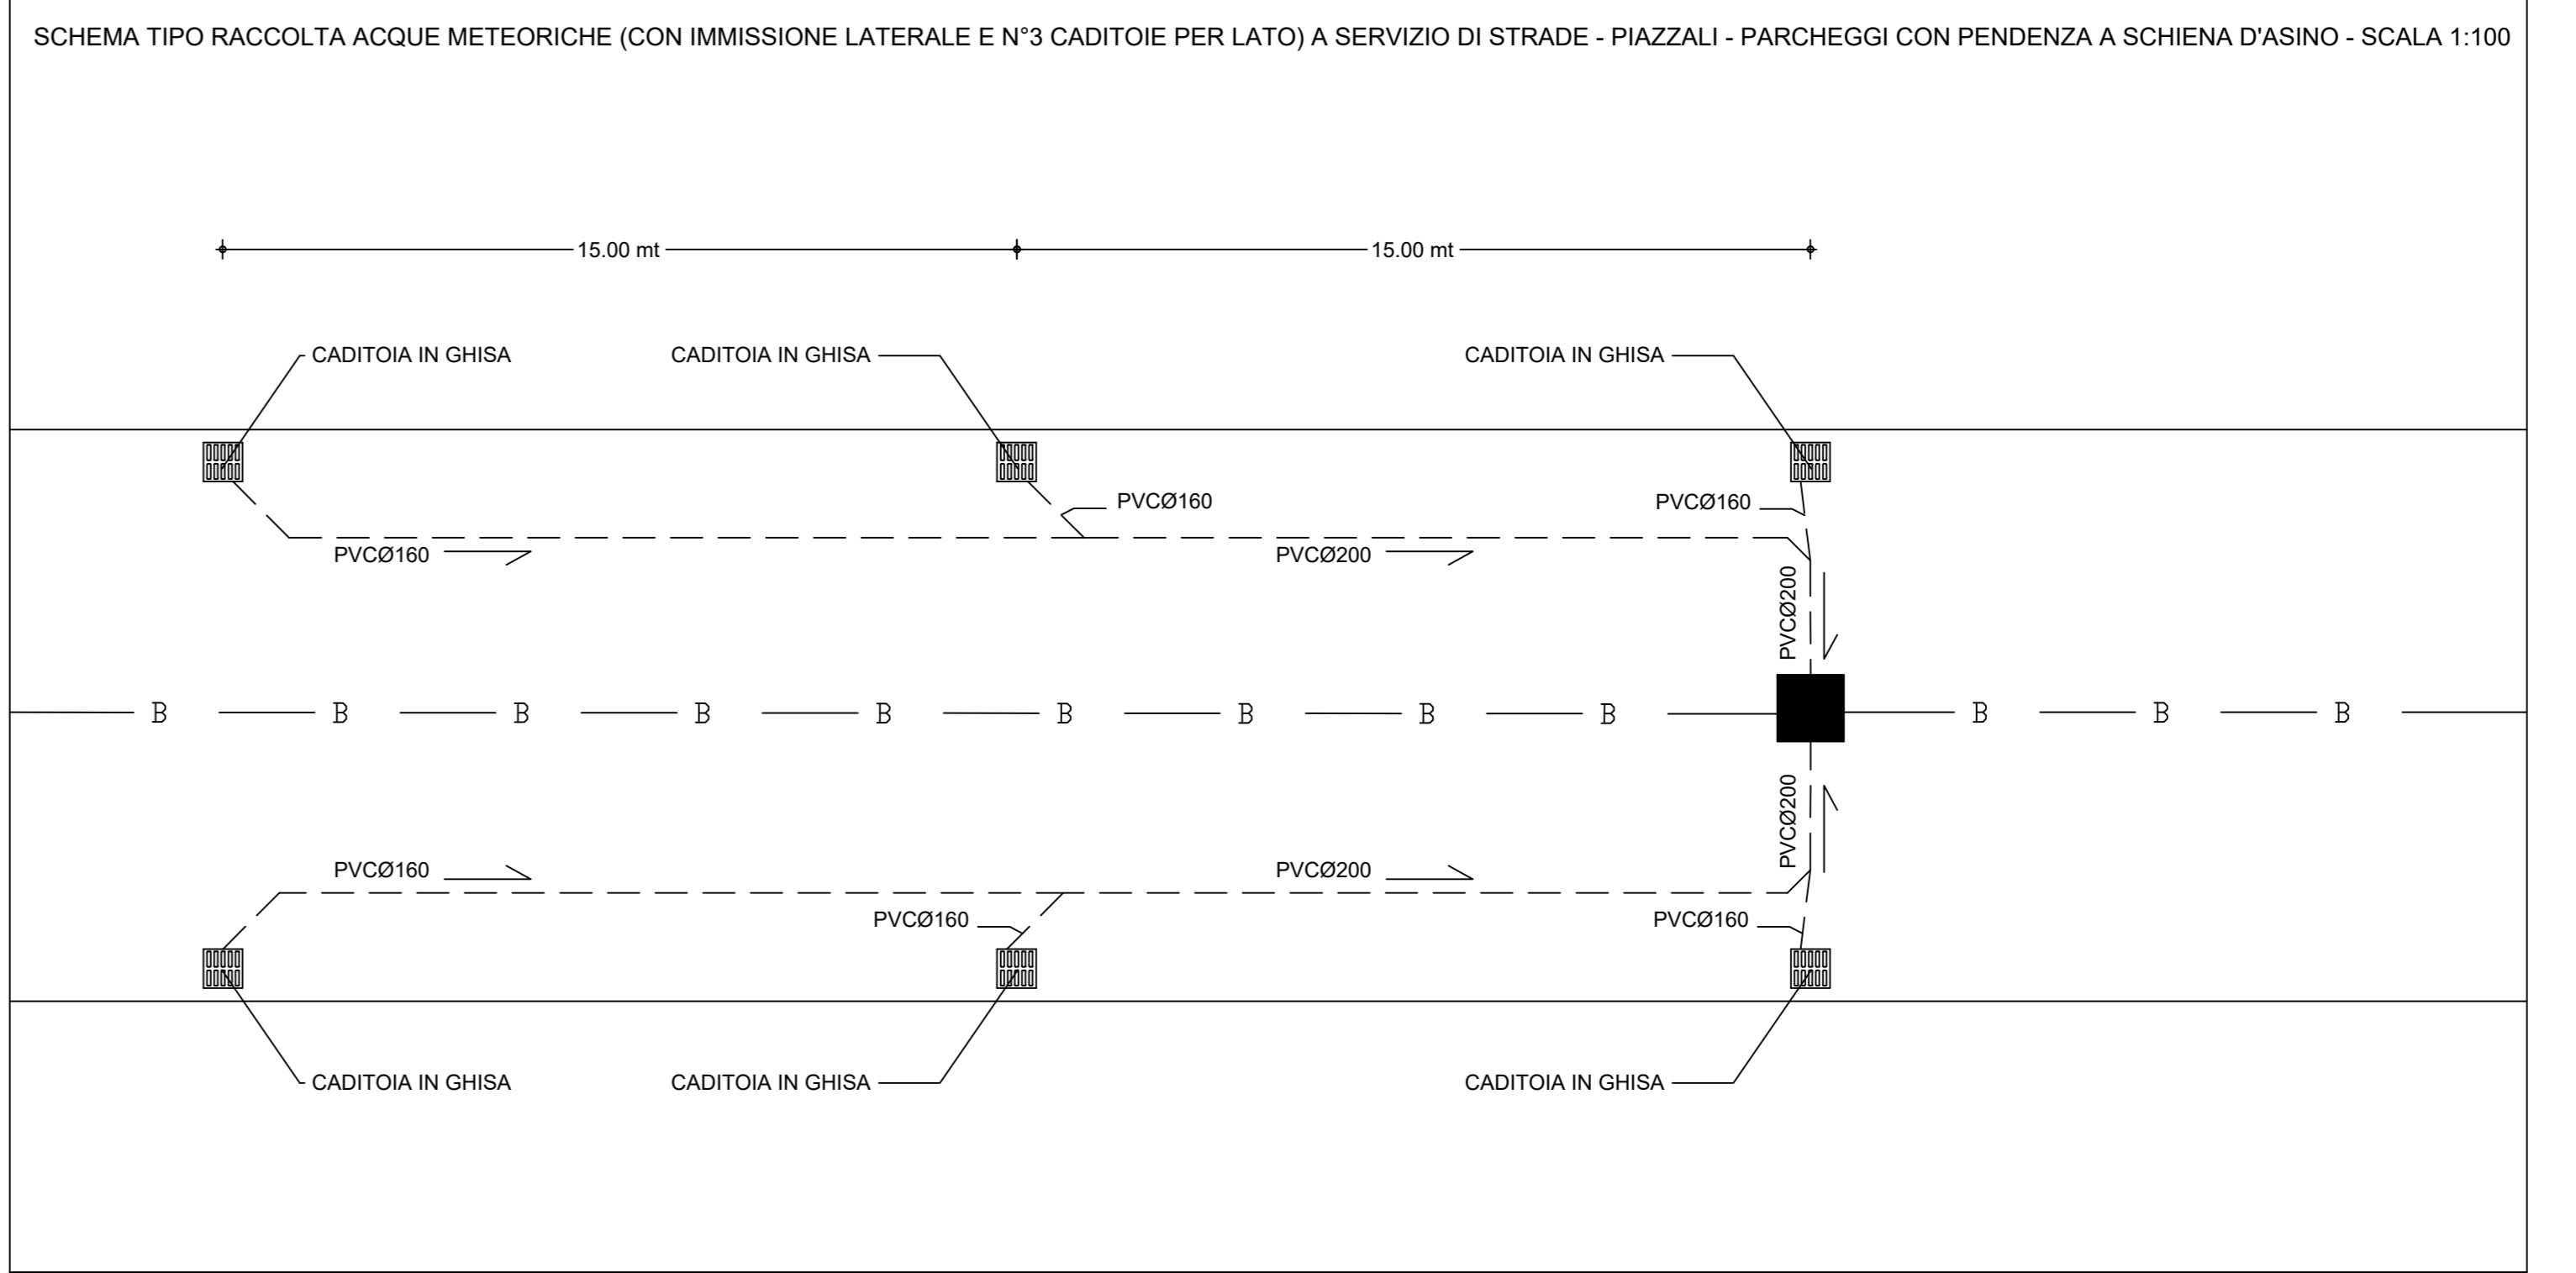 SCHEMA TIPO RACCOLTA ACQUE METEORICHE (CON IMMISSIONE LATERALE E N°3 CADITOIE PER LATO) A SERVIZIO DI STRADE - PIAZZALI - PARCHEGGI CON PENDENZA A SCHIENA D'ASINO - SCALA 1:100
15.00 mt
15.00 mt
CADITOIA IN GHISA
CADITOIA IN GHISA
CADITOIA IN GHISA
PVCØ160
PVCØ160
PVCØ160
PVCØ200
PVCØ200
B
B
B
B
B
B
B
B
B
B
B
B
PVCØ200
PVCØ160
PVCØ200
PVCØ160
PVCØ160
CADITOIA IN GHISA
CADITOIA IN GHISA
CADITOIA IN GHISA